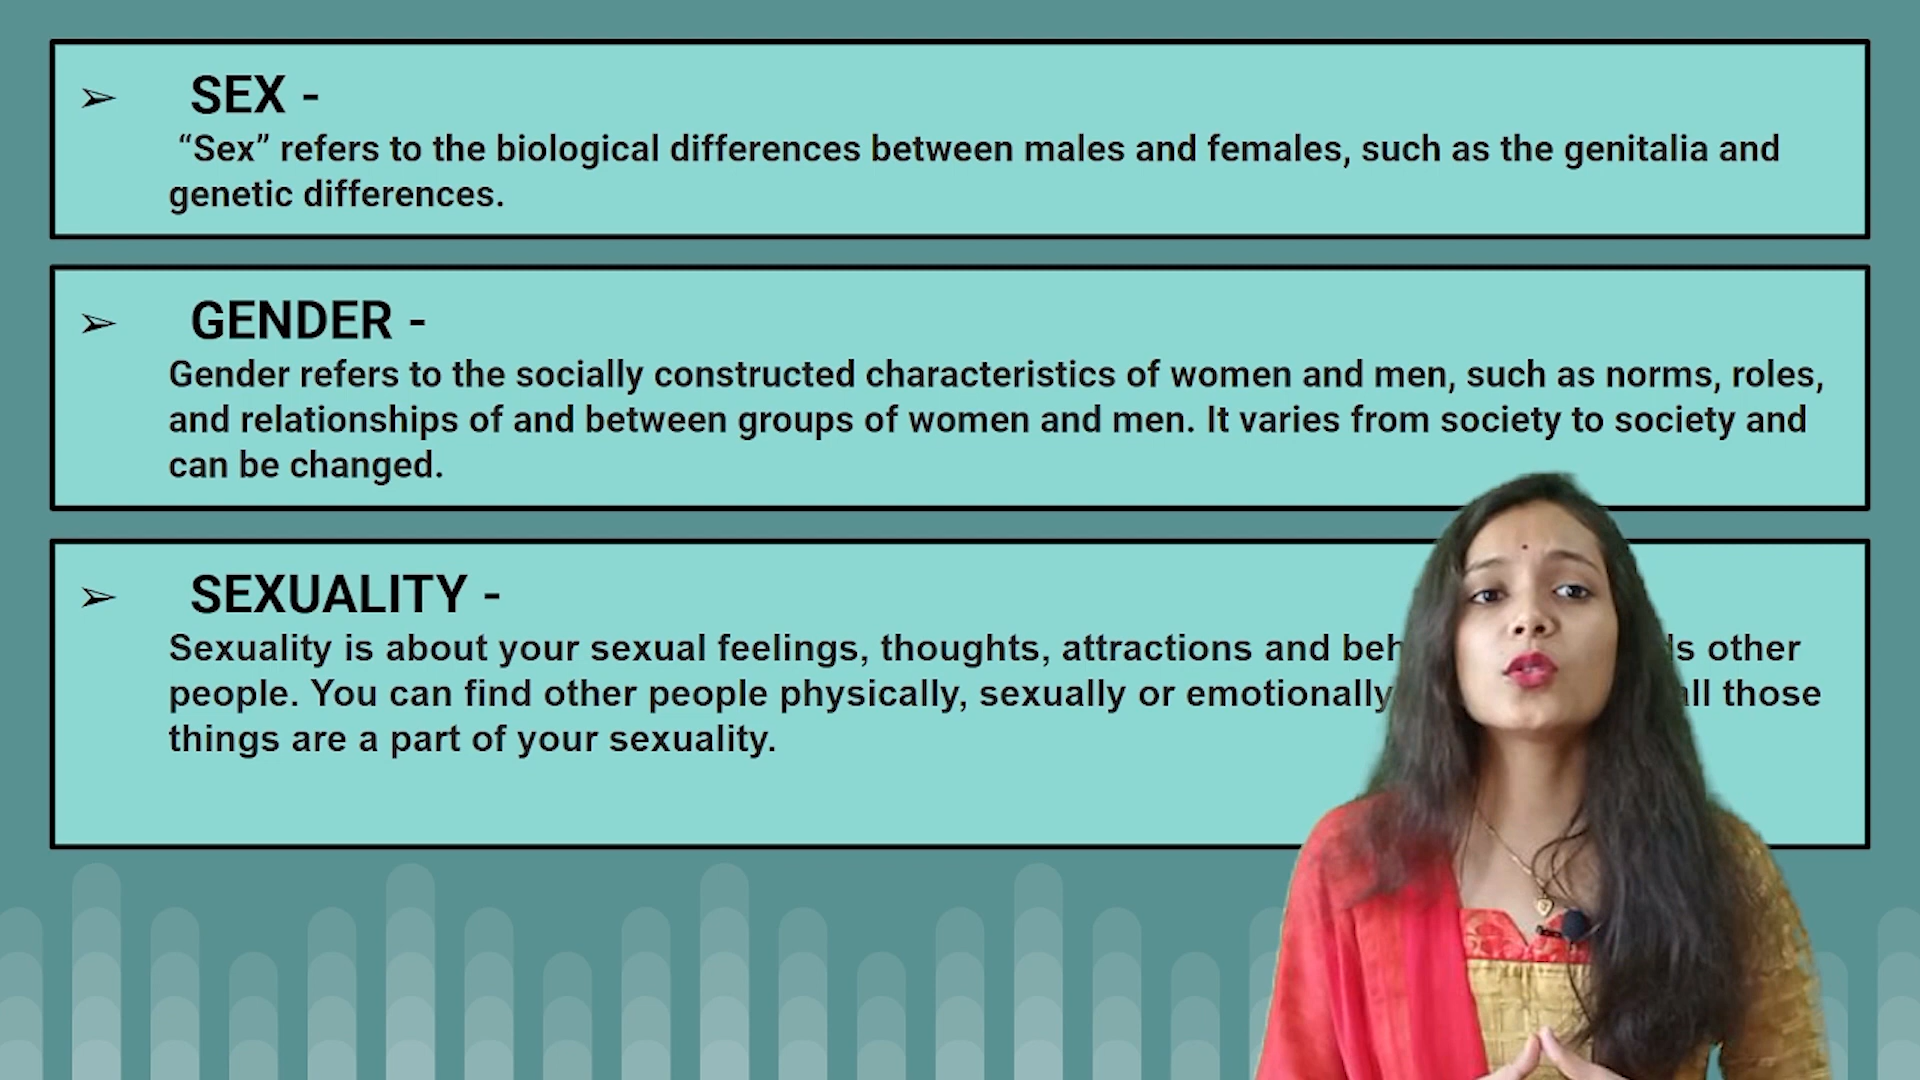 ➢ SEX -
“Sex” refers to the biological differences between males and females, such as the genitalia and
genetic differences.
➢ GENDER -
Gender refers to the socially constructed characteristics of women and men, such as norms, roles,
and relationships of and between groups of women and men. It varies from society to society and
can be changed.
➢ SEXUALITY -
Sexuality is about your sexual feelings, thoughts, attractions and other
people. You can find other people physically, sexually or emotionally all those
things are a part of your sexuality.